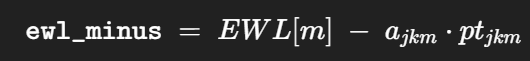 ewl_minus = EWL[m] − a_jkm · pt_jkm